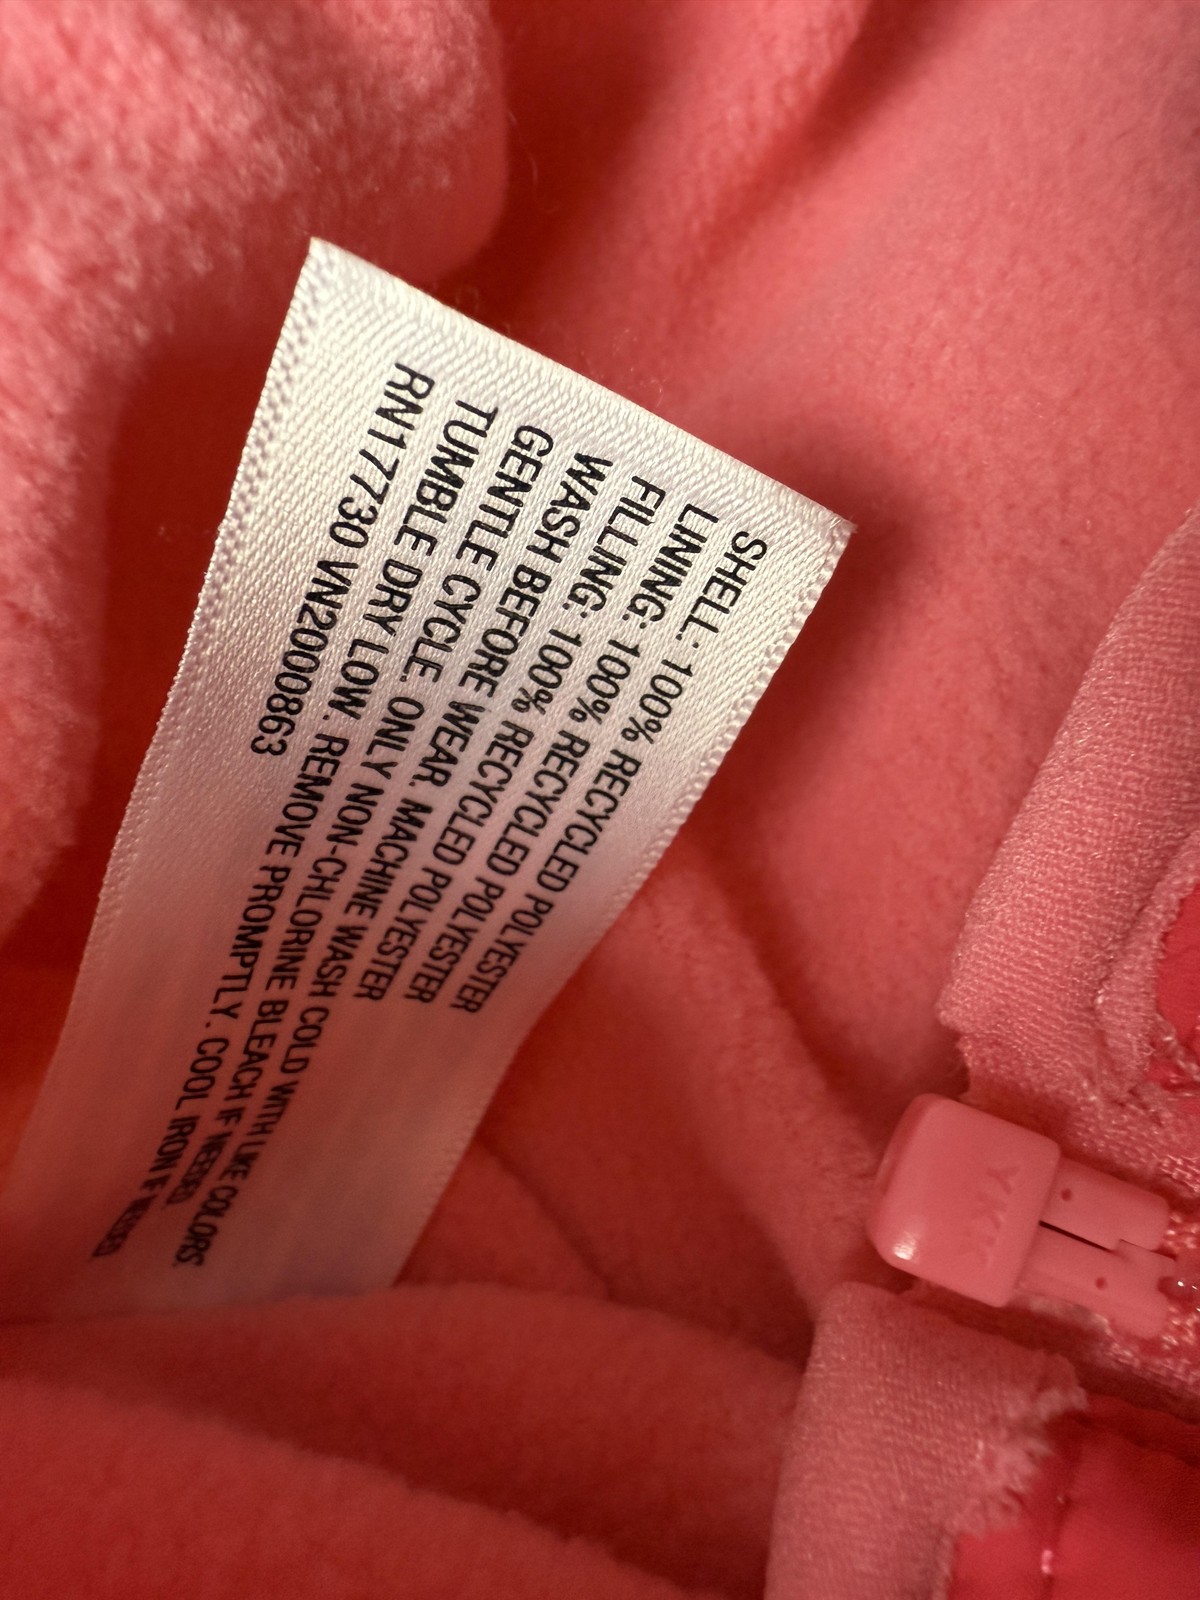 SHELL: 100% RECYCLED POLYESTER
LINING: 100% RECYCLED POLYESTER
FILLING: 100% RECYCLED POLYESTER
WASH BEFORE WEAR. MACHINE WASH COLD WITH LIKE COLORS.
GENTLE CYCLE. ONLY NON-CHLORINE BLEACH IF NEEDED.
TUMBLE DRY LOW. REMOVE PROMPTLY. COOL IRON IF NEEDED.
RN17730 VN2000863
YKK